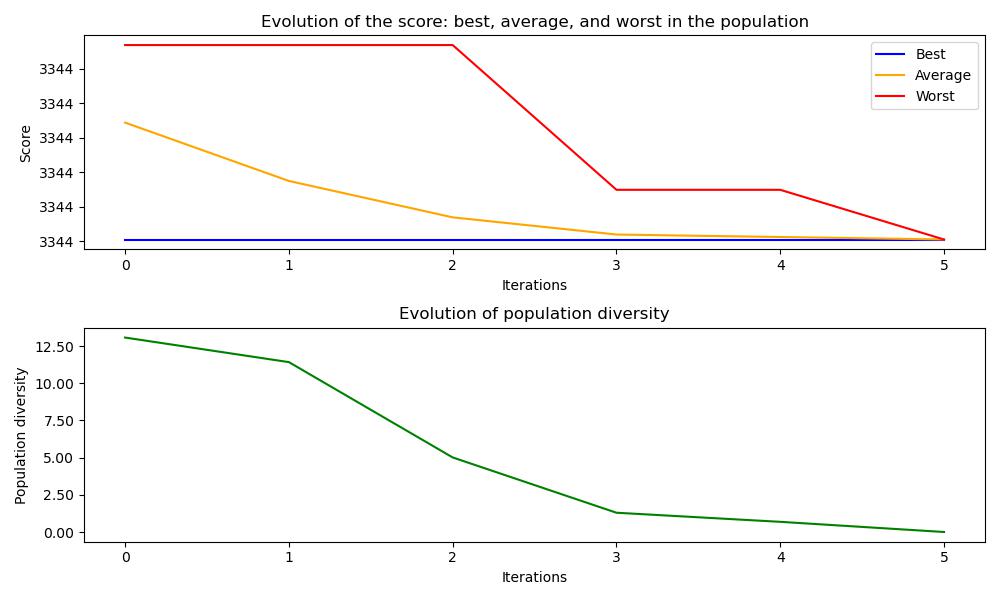 Evolution of the score: best, average, and worst in the population
Score
3344
3344
3344
3344
3344
3344
Best
Average
Worst
0 1 2 3 4 5
Iterations
Evolution of population diversity
Population diversity
12.50
10.00
7.50
5.00
2.50
0.00
0 1 2 3 4 5
Iterations